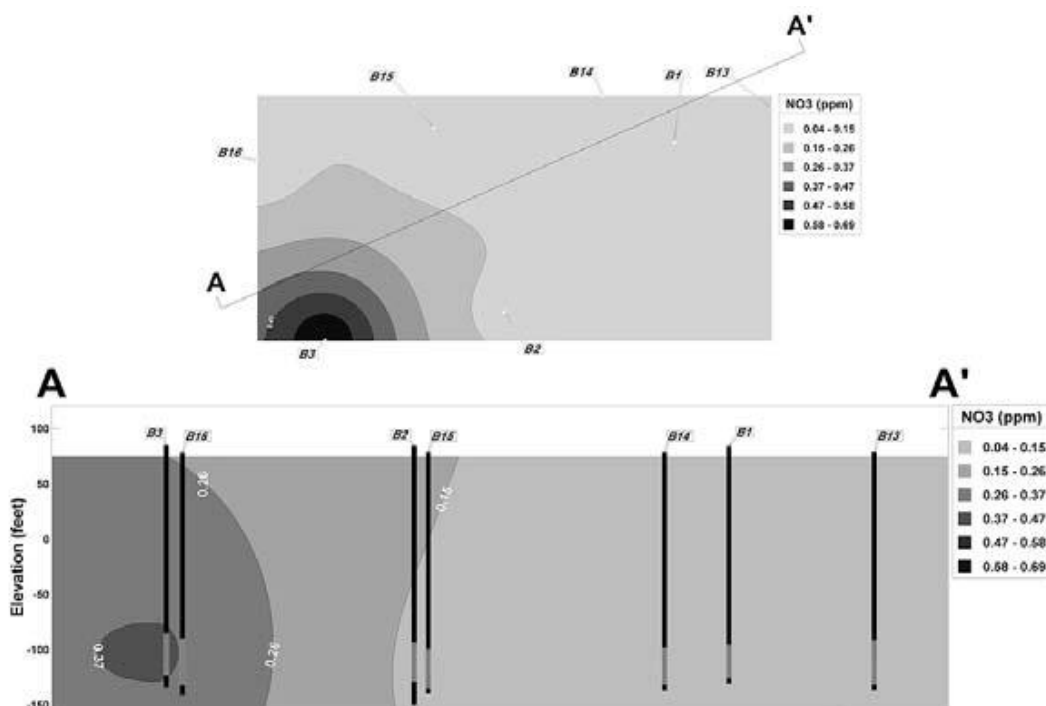 A'
B15
B14
B1
B13
NO3 (ppm)
0.04 - 0.15
0.15 - 0.26
0.26 - 0.37
0.37 - 0.47
0.47 - 0.58
0.58 - 0.69
B16
A
B3
B2
A
A'
Elevation (feet)
100
50
0
-50
-100
-150
B3
B16
B2
B15
B14
B1
B13
0.26
0.15
0.37
0.26
NO3 (ppm)
0.04 - 0.15
0.15 - 0.26
0.26 - 0.37
0.37 - 0.47
0.47 - 0.58
0.58 - 0.69